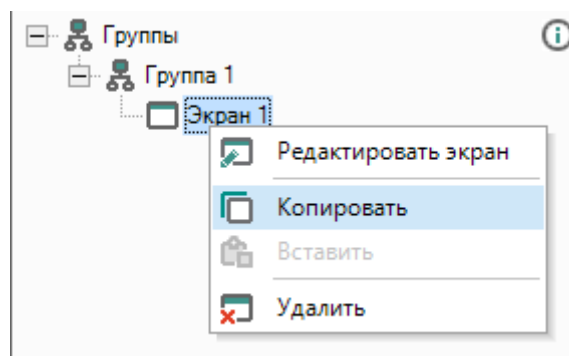 Группы
Группа 1
Экран 1
Редактировать экран
Копировать
Вставить
Удалить